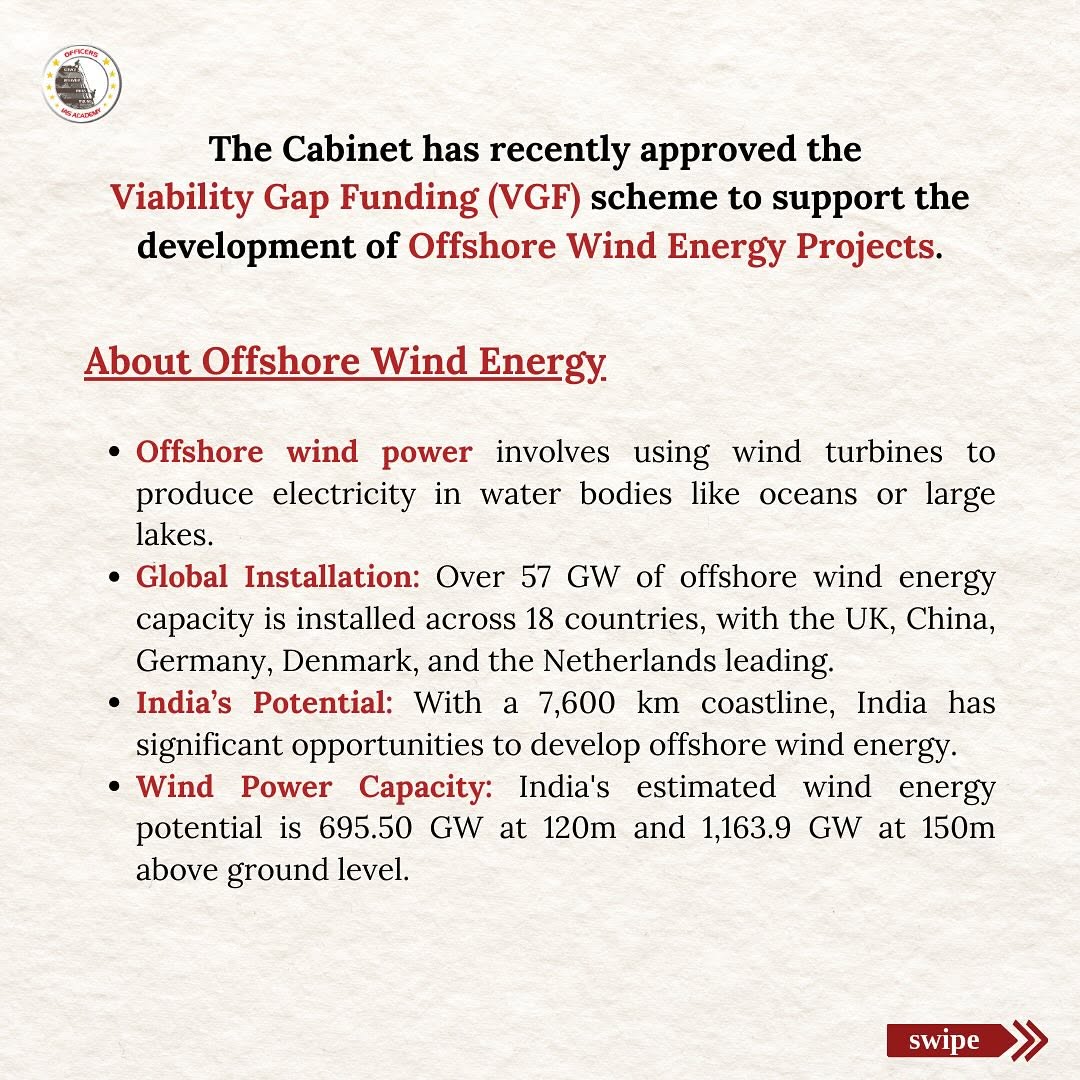 OFFICERS
IAS ACADEMY
The Cabinet has recently approved the
Viability Gap Funding (VGF) scheme to support the
development of Offshore Wind Energy Projects.
About Offshore Wind Energy
• Offshore wind power involves using wind turbines to
produce electricity in water bodies like oceans or large
lakes.
• Global Installation: Over 57 GW of offshore wind energy
capacity is installed across 18 countries, with the UK, China,
Germany, Denmark, and the Netherlands leading.
• India’s Potential: With a 7,600 km coastline, India has
significant opportunities to develop offshore wind energy.
• Wind Power Capacity: India's estimated wind energy
potential is 695.50 GW at 120m and 1,163.9 GW at 150m
above ground level.
swipe